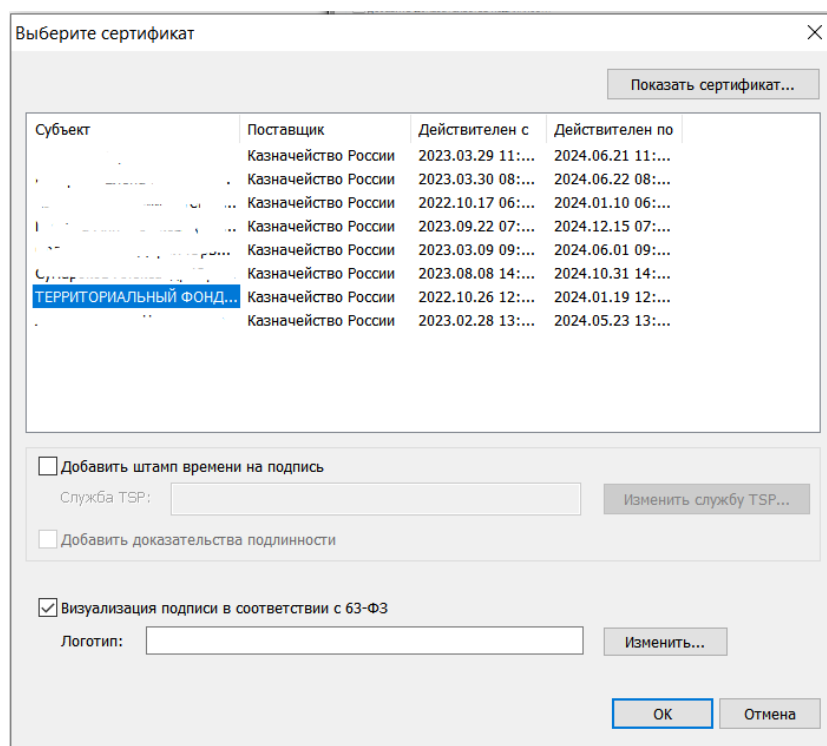 Выберите сертификат
Показать сертификат...
Субъект Поставщик Действителен с Действителен по
Казначейство России 2023.03.29 11:... 2024.06.21 11:...
Казначейство России 2023.03.30 08:... 2024.06.22 08:...
... Казначейство России 2022.10.17 06:... 2024.01.10 06:...
... Казначейство России 2023.09.22 07:... 2024.12.15 07:...
... Казначейство России 2023.03.09 09:... 2024.06.01 09:...
Казначейство России 2023.08.08 14:... 2024.10.31 14:...
ТЕРРИТОРИАЛЬНЫЙ ФОНД... Казначейство России 2022.10.26 12:... 2024.01.19 12:...
Казначейство России 2023.02.28 13:... 2024.05.23 13:...
Добавить штамп времени на подпись
Служба TSP: Изменить службу TSP...
Добавить доказательства подлинности
Визуализация подписи в соответствии с 63-ФЗ
Логотип: Изменить...
ОК Отмена